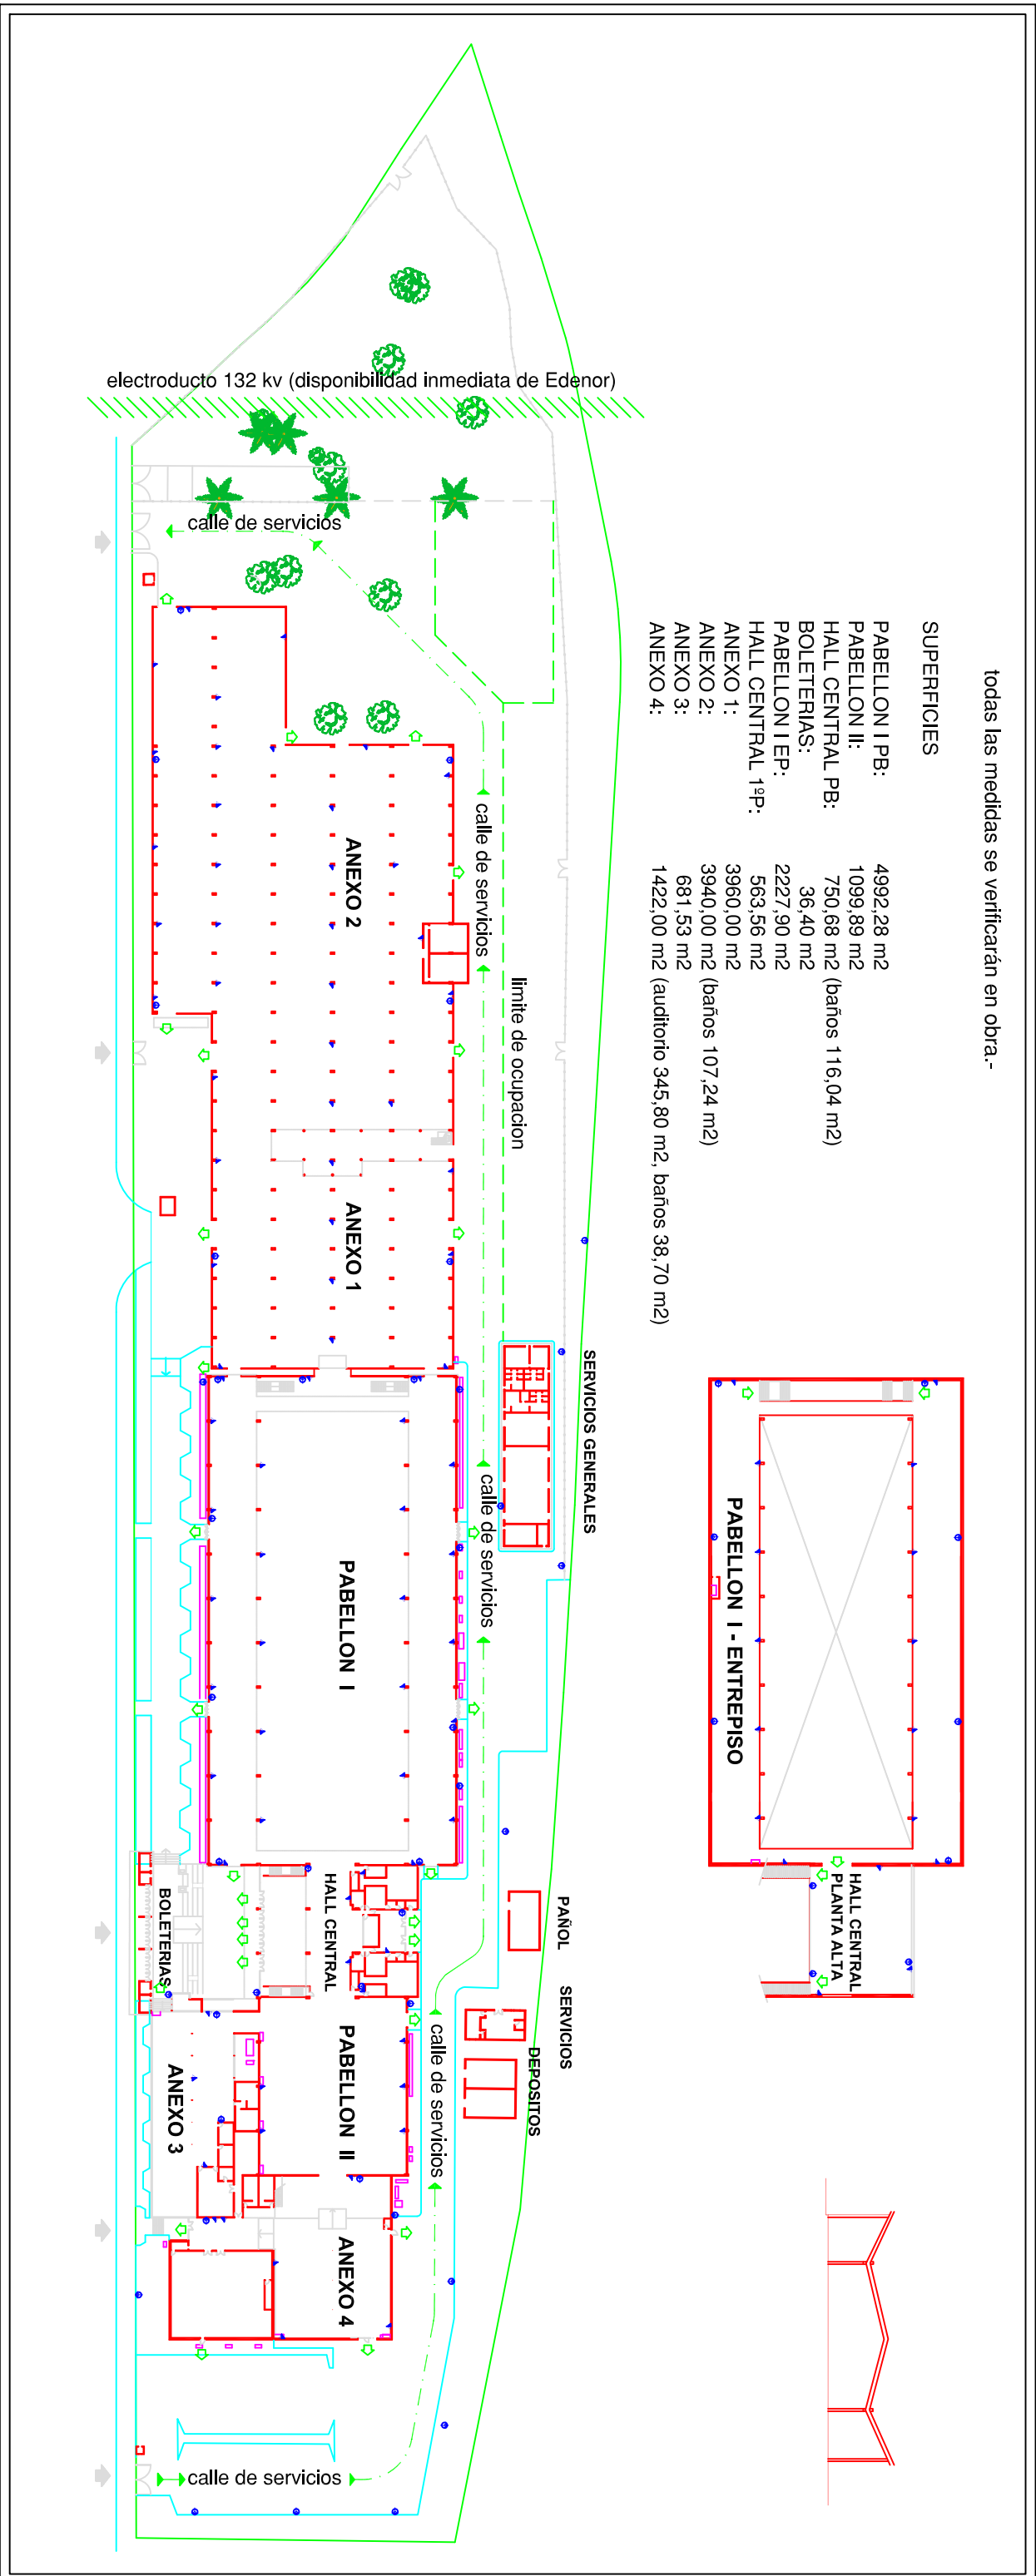 todas las medidas se verificarán en obra.-
SUPERFICIES
PABELLON I PB: 4992,28 m2
PABELLON II: 1099,89 m2
HALL CENTRAL PB: 750,68 m2 (baños 116,04 m2)
BOLETERIAS: 36,40 m2
PABELLON I EP: 2227,90 m2
HALL CENTRAL 1ºP: 563,56 m2
ANEXO 1: 3960,00 m2
ANEXO 2: 3940,00 m2 (baños 107,24 m2)
ANEXO 3: 681,53 m2
ANEXO 4: 1422,00 m2 (auditorio 345,80 m2, baños 38,70 m2)
PABELLON I - ENTREPISO
HALL CENTRAL
PLANTA ALTA
electroducto 132 kv (disponibilidad inmediata de Edenor)
calle de servicios
calle de servicios
limite de ocupacion
SERVICIOS GENERALES
calle de servicios
PAÑOL
SERVICIOS
DEPOSITOS
calle de servicios
calle de servicios
ANEXO 2
ANEXO 1
PABELLON I
HALL CENTRAL
BOLETERIAS
PABELLON II
ANEXO 3
ANEXO 4